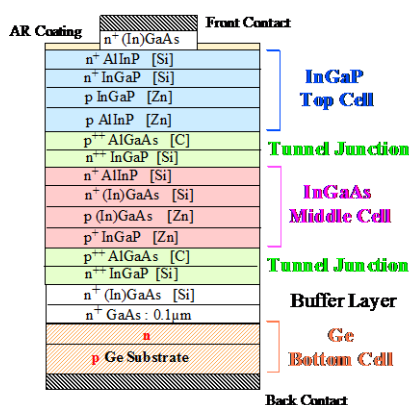 Front Contact
AR Coating
n+ (In)GaAs
n+ AlInP [Si]
n+ InGaP [Si]
p InGaP [Zn]
p AlInP [Zn]
InGaP
Top Cell
p++ AlGaAs [C]
n++ InGaP [Si]
Tunnel Junction
n+ AlInP [Si]
n+ (In)GaAs [Si]
p (In)GaAs [Zn]
p+ InGaP [Zn]
InGaAs
Middle Cell
p++ AlGaAs [C]
n++ InGaP [Si]
Tunnel Junction
n+ (In)GaAs [Si]
n+ GaAs : 0.1μm
Buffer Layer
n
p Ge Substrate
Ge
Bottom Cell
Back Contact